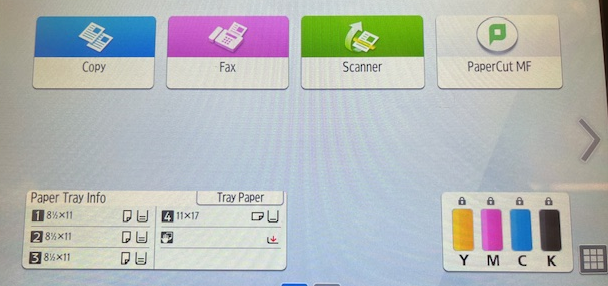 Copy
Fax
Scanner
PaperCut MF
Paper Tray Info
Tray Paper
1 8½×11
4 11×17
2 8½×11
3 8½×11
Y M C K